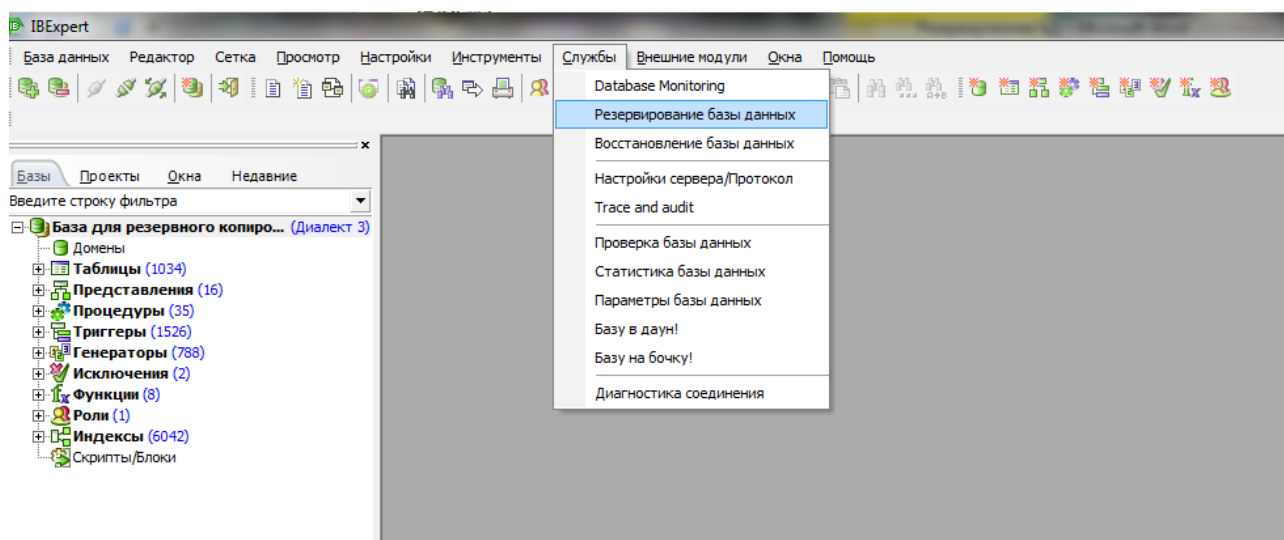 IBExpert
База данных Редактор Сетка Просмотр Настройки Инструменты Службы Внешние модули Окна Помощь
Database Monitoring
Резервирование базы данных
Восстановление базы данных
Настройки сервера/Протокол
Trace and audit
Проверка базы данных
Статистика базы данных
Параметры базы данных
Базу в даун!
Базу на бочку!
Диагностика соединения
Базы Проекты Окна Недавние
Введите строку фильтра
База для резервного копиро... (Диалект 3)
Домены
Таблицы (1034)
Представления (16)
Процедуры (35)
Триггеры (1526)
Генераторы (788)
Исключения (2)
Функции (8)
Роли (1)
Индексы (6042)
Скрипты/Блоки